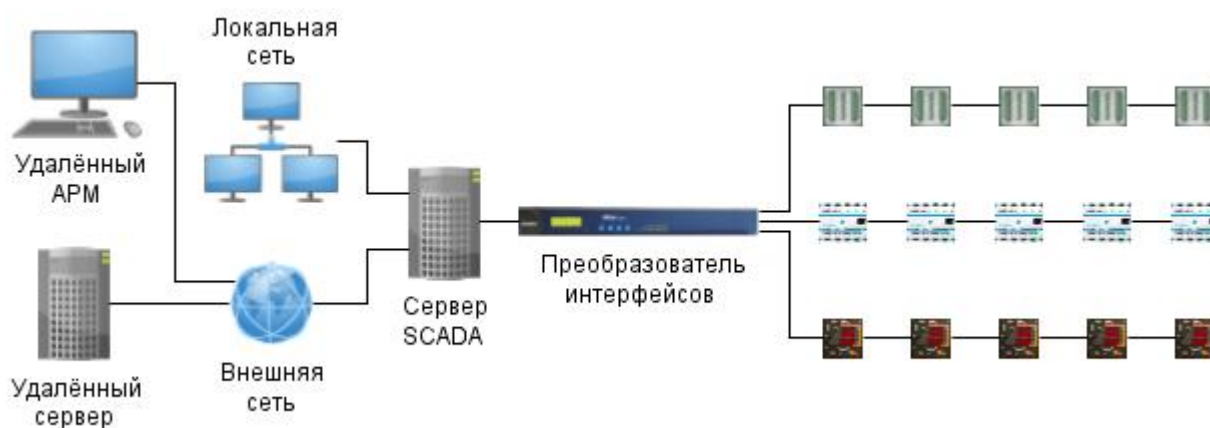 Локальная
сеть
Удалённый
АРМ
Преобразователь
интерфейсов
Сервер
SCADA
Внешняя
сеть
Удалённый
сервер